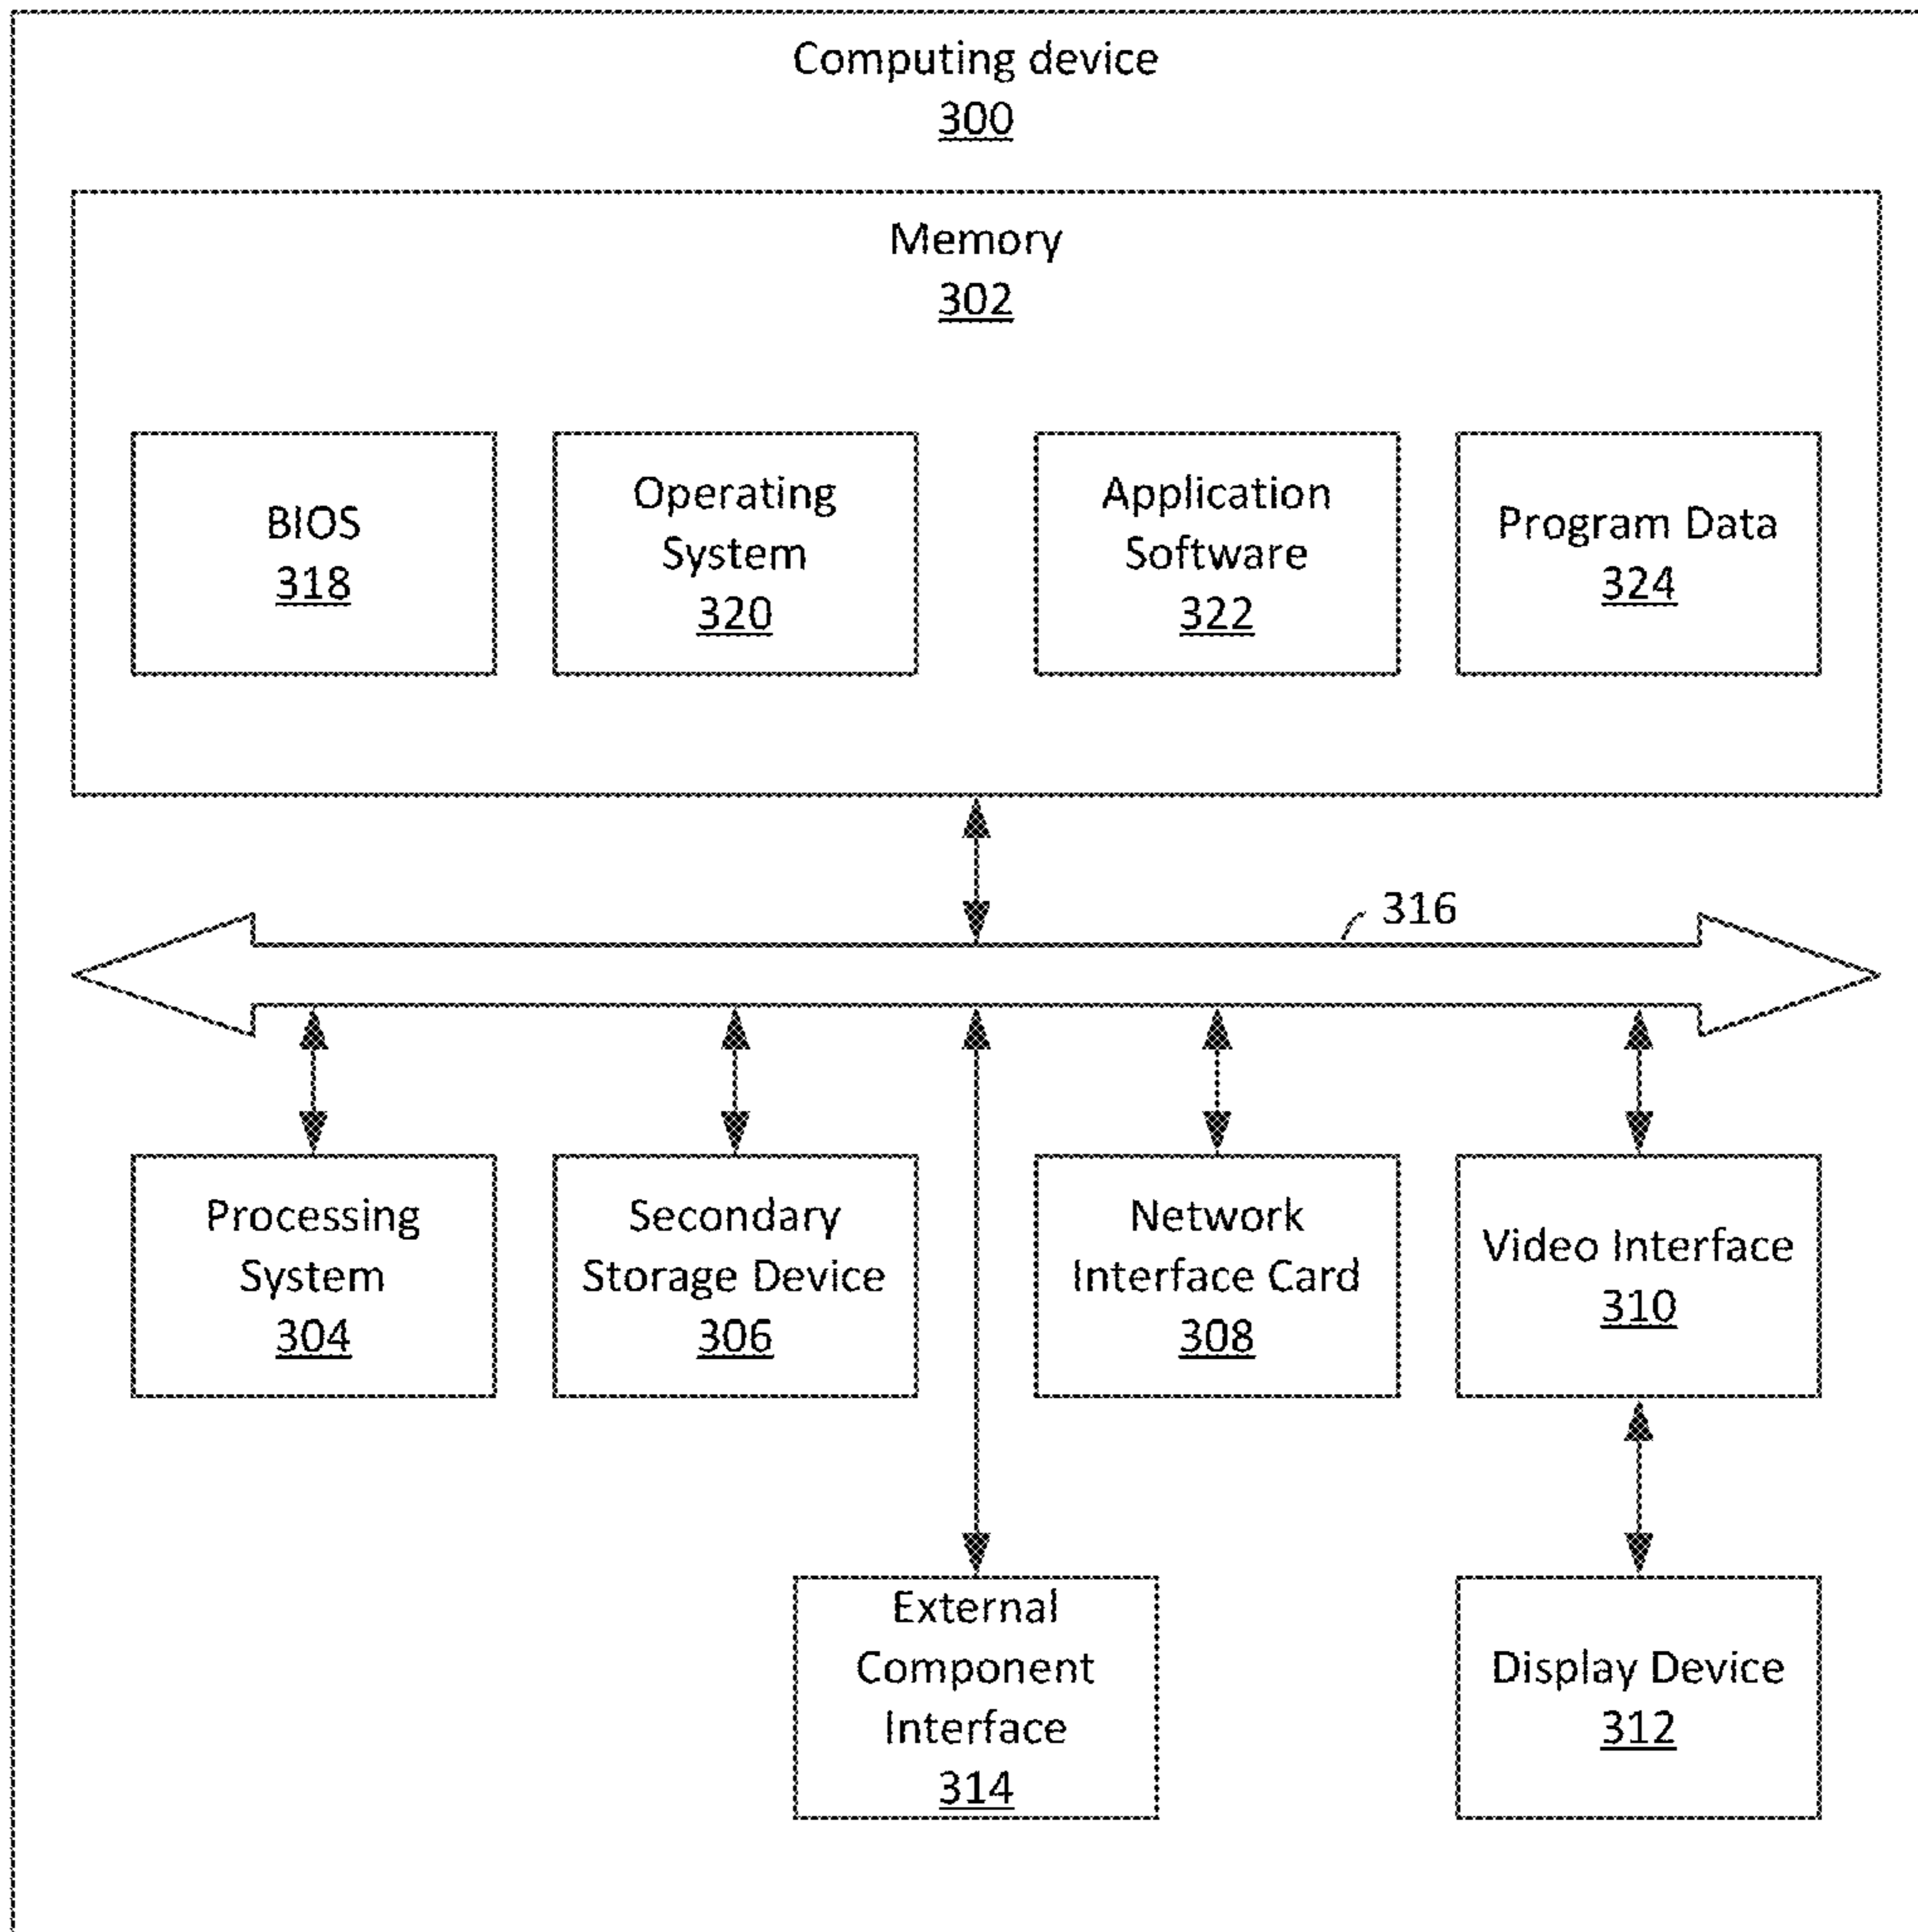 Computing device
300
Memory
302
BIOS
318
Operating
System
320
Application
Software
322
Program Data
324
316
Processing
System
304
Secondary
Storage Device
306
Network
Interface Card
308
Video Interface
310
External
Component
Interface
314
Display Device
312